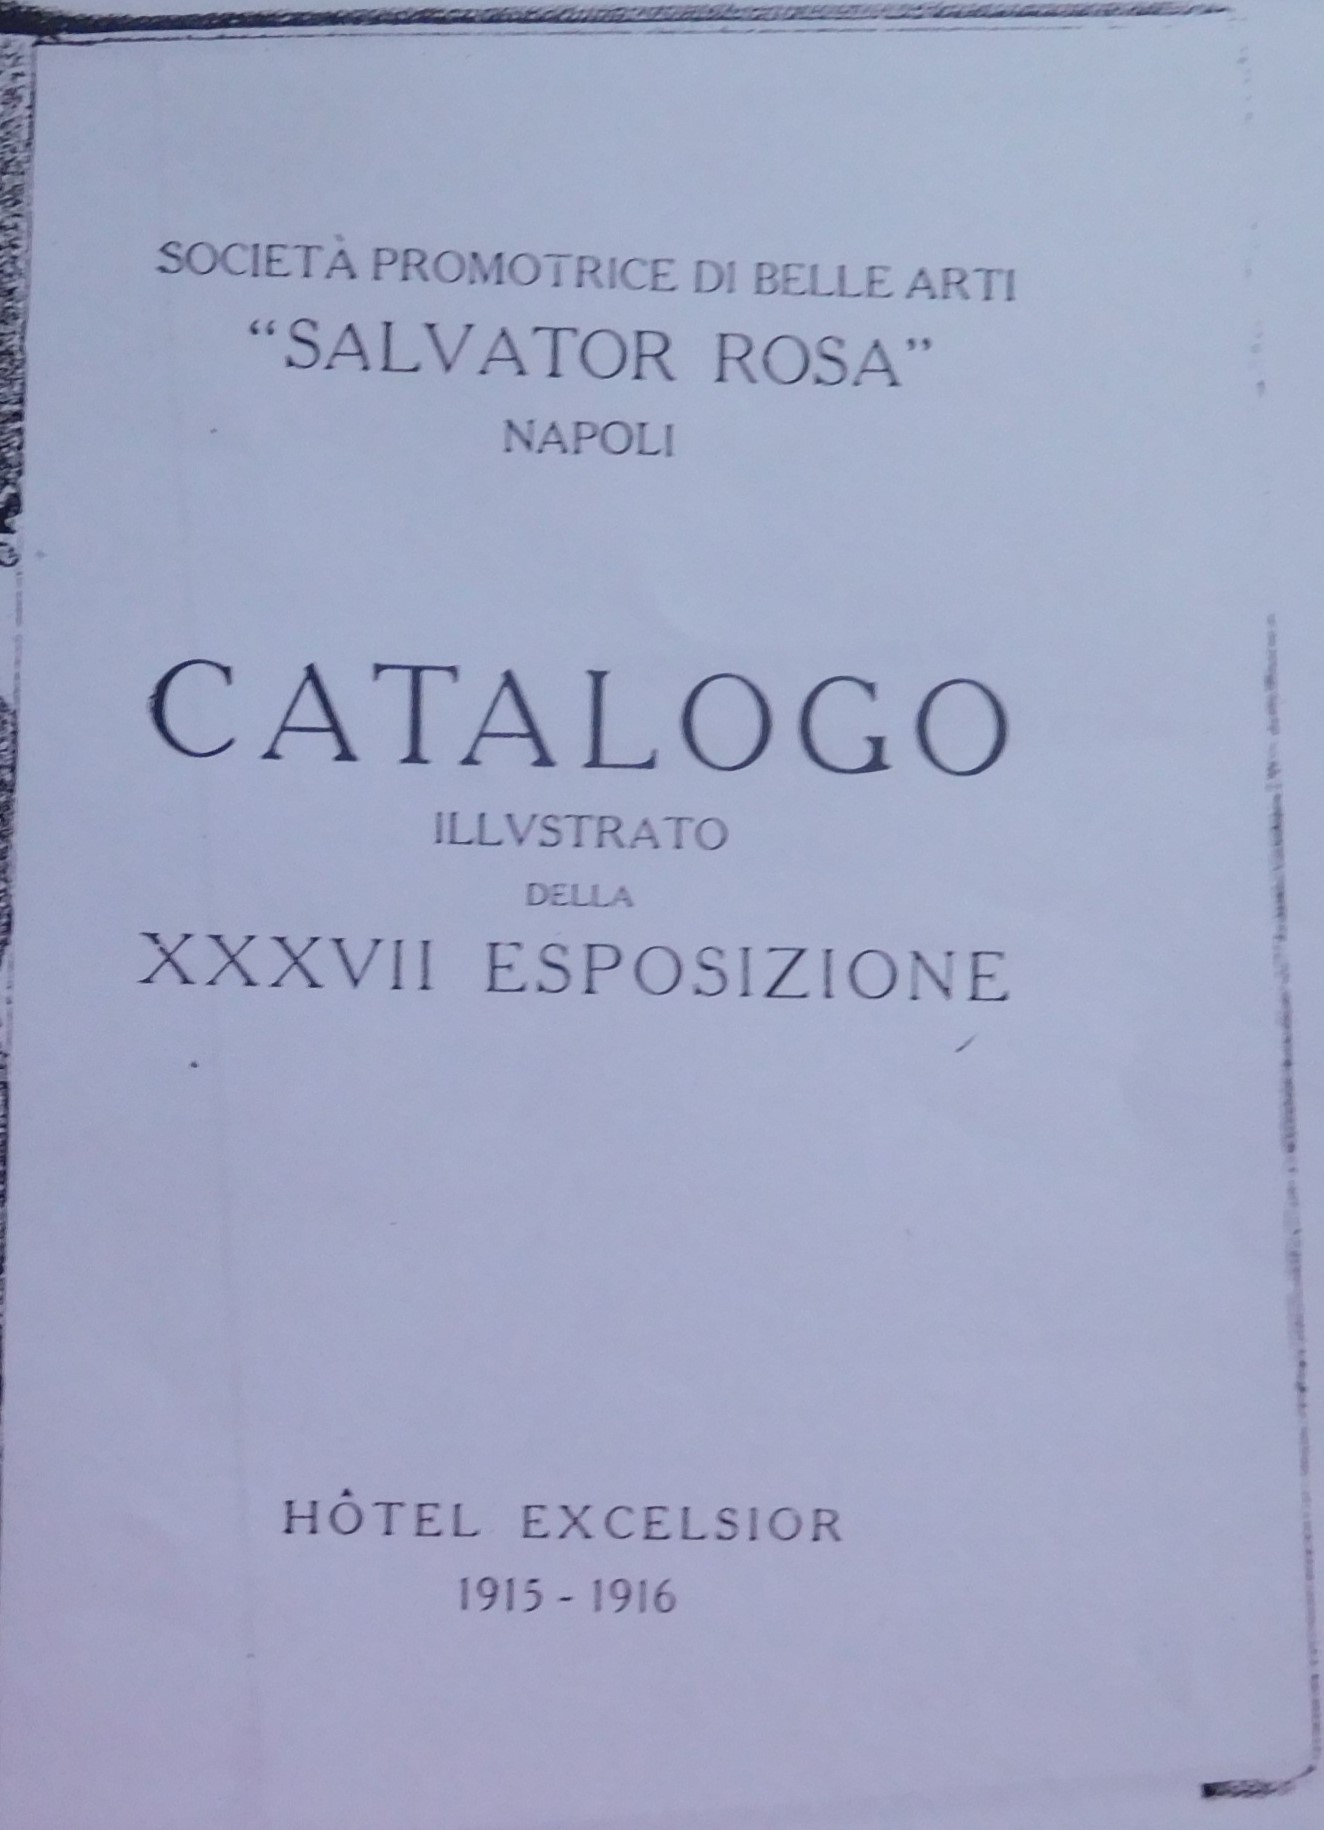 SOCIETÀ PROMOTRICE DI BELLE ARTI
“SALVATOR ROSA”
NAPOLI
CATALOGO
ILLVSTRATO
DELLA
XXXVII ESPOSIZIONE
HÔTEL EXCELSIOR
1915 - 1916